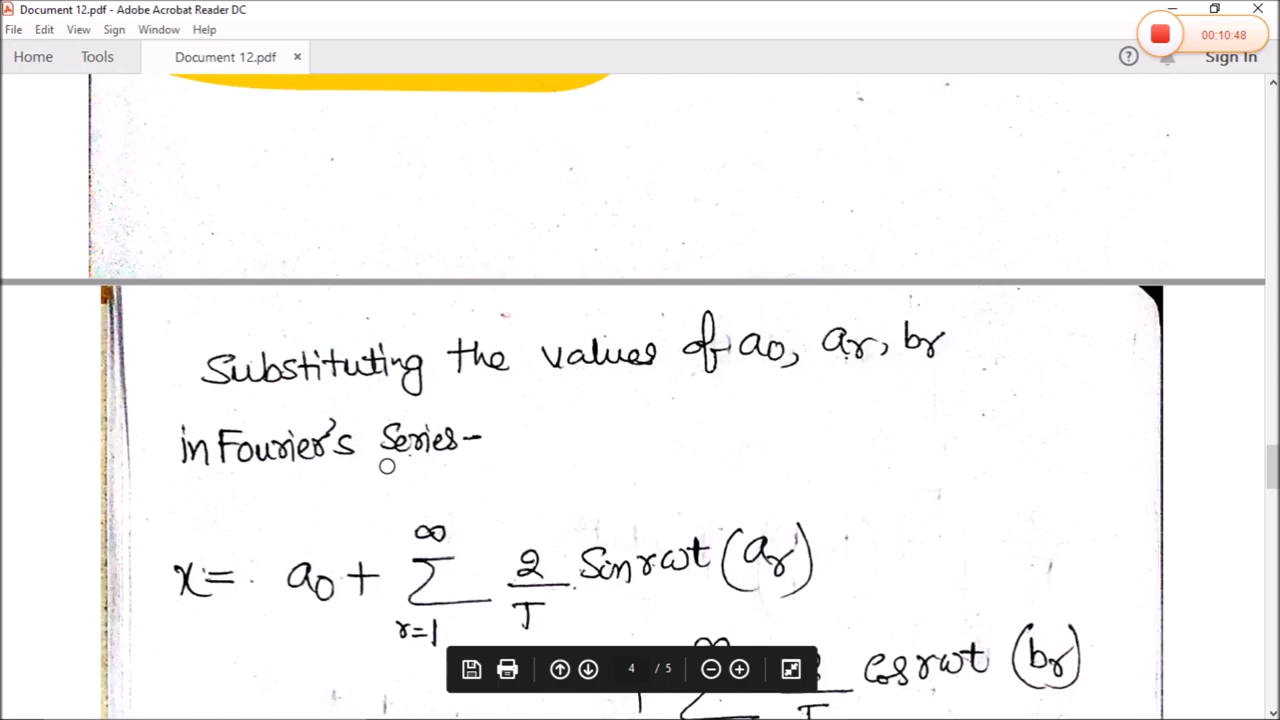 Document 12.pdf - Adobe Acrobat Reader DC
File Edit View Sign Window Help
00:10:48
Home Tools Document 12.pdf × ? Sign In
Substituting the values of a0, ar, br
in Fourier's Series-
x= a0 + ∞ ∑ r=1 2/T Sin rwt (ar)
∞ ∑ /T cos rwt (br)
4 / 5